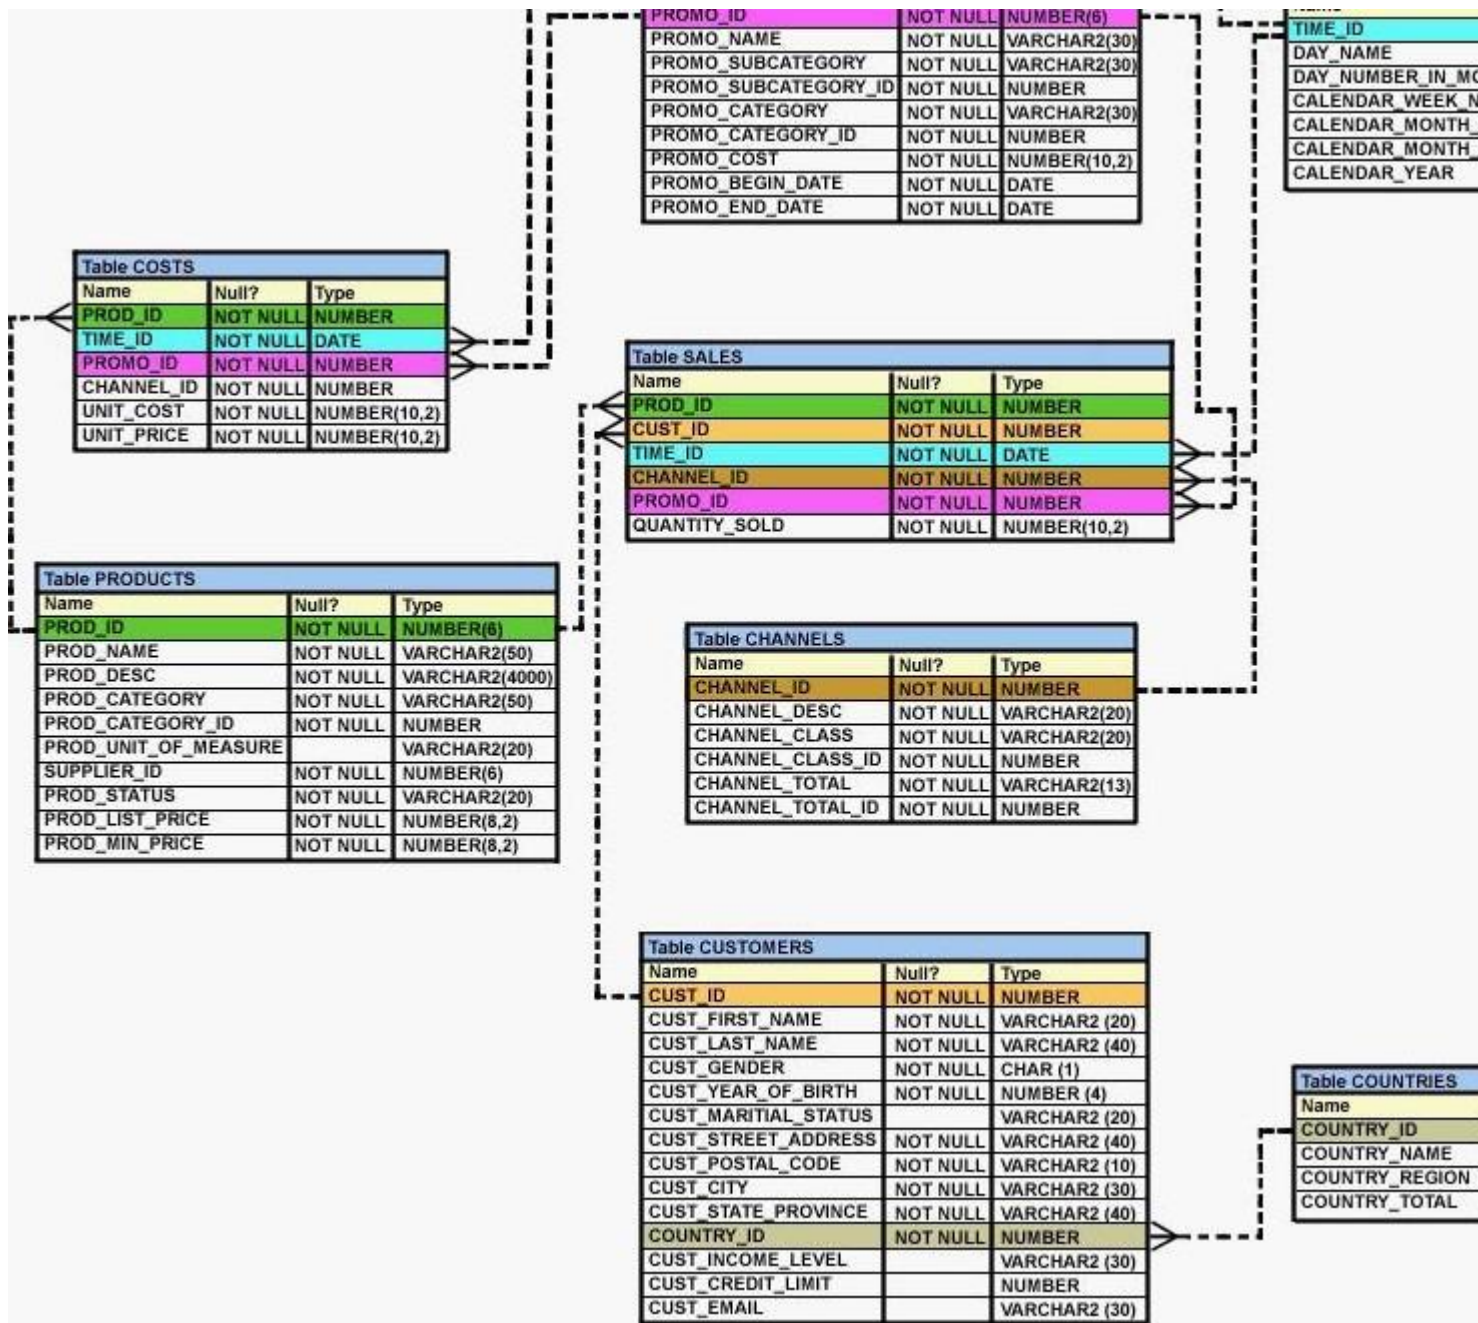 PROMO_ID NOT NULL NUMBER(6)
PROMO_NAME NOT NULL VARCHAR2(30)
PROMO_SUBCATEGORY NOT NULL VARCHAR2(30)
PROMO_SUBCATEGORY_ID NOT NULL NUMBER
PROMO_CATEGORY NOT NULL VARCHAR2(30)
PROMO_CATEGORY_ID NOT NULL NUMBER
PROMO_COST NOT NULL NUMBER(10,2)
PROMO_BEGIN_DATE NOT NULL DATE
PROMO_END_DATE NOT NULL DATE
TIME_ID
DAY_NAME
DAY_NUMBER_IN_MO
CALENDAR_WEEK_N
CALENDAR_MONTH_
CALENDAR_MONTH_
CALENDAR_YEAR
Table COSTS
Name Null? Type
PROD_ID NOT NULL NUMBER
TIME_ID NOT NULL DATE
PROMO_ID NOT NULL NUMBER
CHANNEL_ID NOT NULL NUMBER
UNIT_COST NOT NULL NUMBER(10,2)
UNIT_PRICE NOT NULL NUMBER(10,2)
Table SALES
Name Null? Type
PROD_ID NOT NULL NUMBER
CUST_ID NOT NULL NUMBER
TIME_ID NOT NULL DATE
CHANNEL_ID NOT NULL NUMBER
PROMO_ID NOT NULL NUMBER
QUANTITY_SOLD NOT NULL NUMBER(10,2)
Table PRODUCTS
Name Null? Type
PROD_ID NOT NULL NUMBER(6)
PROD_NAME NOT NULL VARCHAR2(50)
PROD_DESC NOT NULL VARCHAR2(4000)
PROD_CATEGORY NOT NULL VARCHAR2(50)
PROD_CATEGORY_ID NOT NULL NUMBER
PROD_UNIT_OF_MEASURE VARCHAR2(20)
SUPPLIER_ID NOT NULL NUMBER(6)
PROD_STATUS NOT NULL VARCHAR2(20)
PROD_LIST_PRICE NOT NULL NUMBER(8,2)
PROD_MIN_PRICE NOT NULL NUMBER(8,2)
Table CHANNELS
Name Null? Type
CHANNEL_ID NOT NULL NUMBER
CHANNEL_DESC NOT NULL VARCHAR2(20)
CHANNEL_CLASS NOT NULL VARCHAR2(20)
CHANNEL_CLASS_ID NOT NULL NUMBER
CHANNEL_TOTAL NOT NULL VARCHAR2(13)
CHANNEL_TOTAL_ID NOT NULL NUMBER
Table CUSTOMERS
Name Null? Type
CUST_ID NOT NULL NUMBER
CUST_FIRST_NAME NOT NULL VARCHAR2 (20)
CUST_LAST_NAME NOT NULL VARCHAR2 (40)
CUST_GENDER NOT NULL CHAR (1)
CUST_YEAR_OF_BIRTH NOT NULL NUMBER (4)
CUST_MARITIAL_STATUS VARCHAR2 (20)
CUST_STREET_ADDRESS NOT NULL VARCHAR2 (40)
CUST_POSTAL_CODE NOT NULL VARCHAR2 (10)
CUST_CITY NOT NULL VARCHAR2 (30)
CUST_STATE_PROVINCE NOT NULL VARCHAR2 (40)
COUNTRY_ID NOT NULL NUMBER
CUST_INCOME_LEVEL VARCHAR2 (30)
CUST_CREDIT_LIMIT NUMBER
CUST_EMAIL VARCHAR2 (30)
Table COUNTRIES
Name
COUNTRY_ID
COUNTRY_NAME
COUNTRY_REGION
COUNTRY_TOTAL